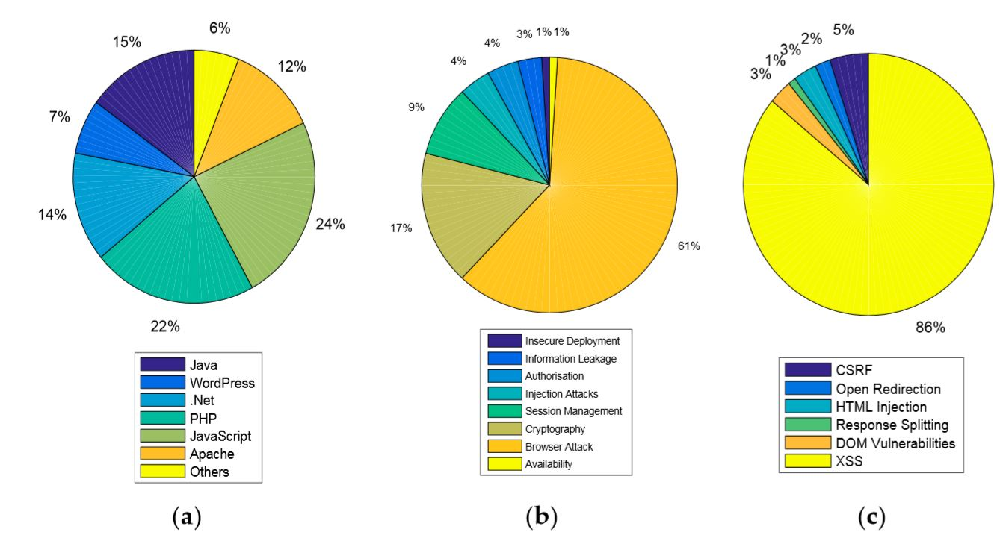 6%
15%
12%
7%
14%
24%
22%
Java
WordPress
.Net
PHP
JavaScript
Apache
Others
(a)
3% 1% 1%
4%
4%
9%
17%
61%
Insecure Deployment
Information Leakage
Authorisation
Injection Attacks
Session Management
Cryptography
Browser Attack
Availability
(b)
5%
2%
3%
1%
3%
86%
CSRF
Open Redirection
HTML Injection
Response Splitting
DOM Vulnerabilities
XSS
(c)